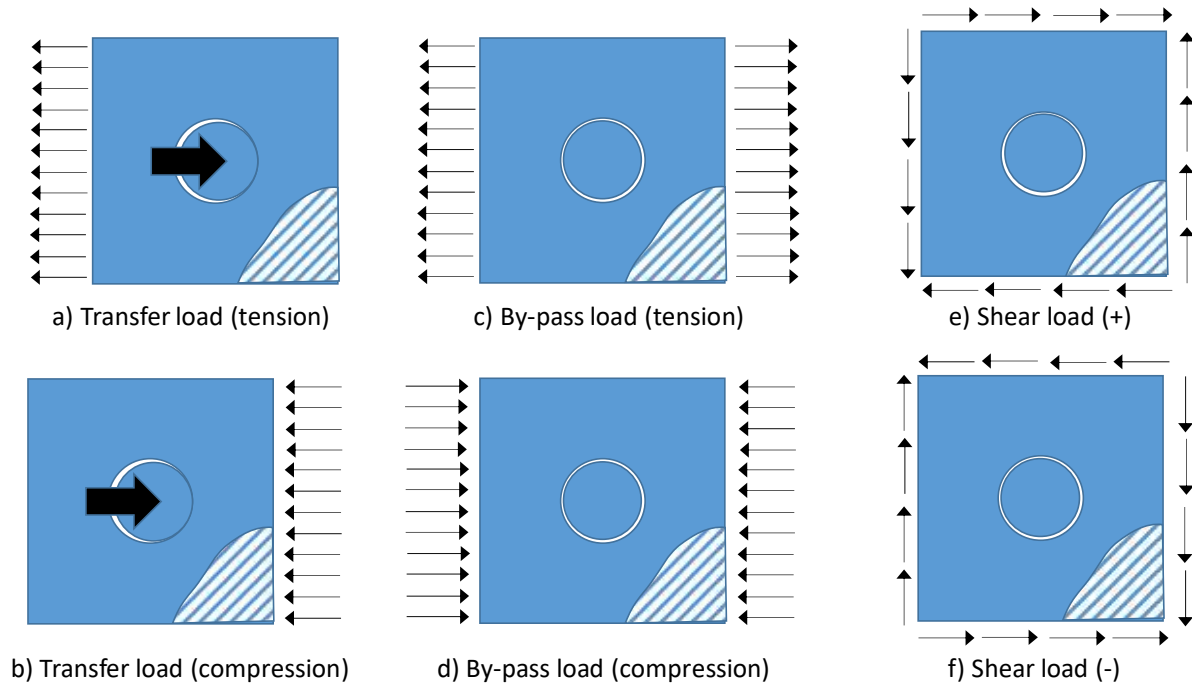 a) Transfer load (tension)
c) By-pass load (tension)
e) Shear load (+)
b) Transfer load (compression)
d) By-pass load (compression)
f) Shear load (-)